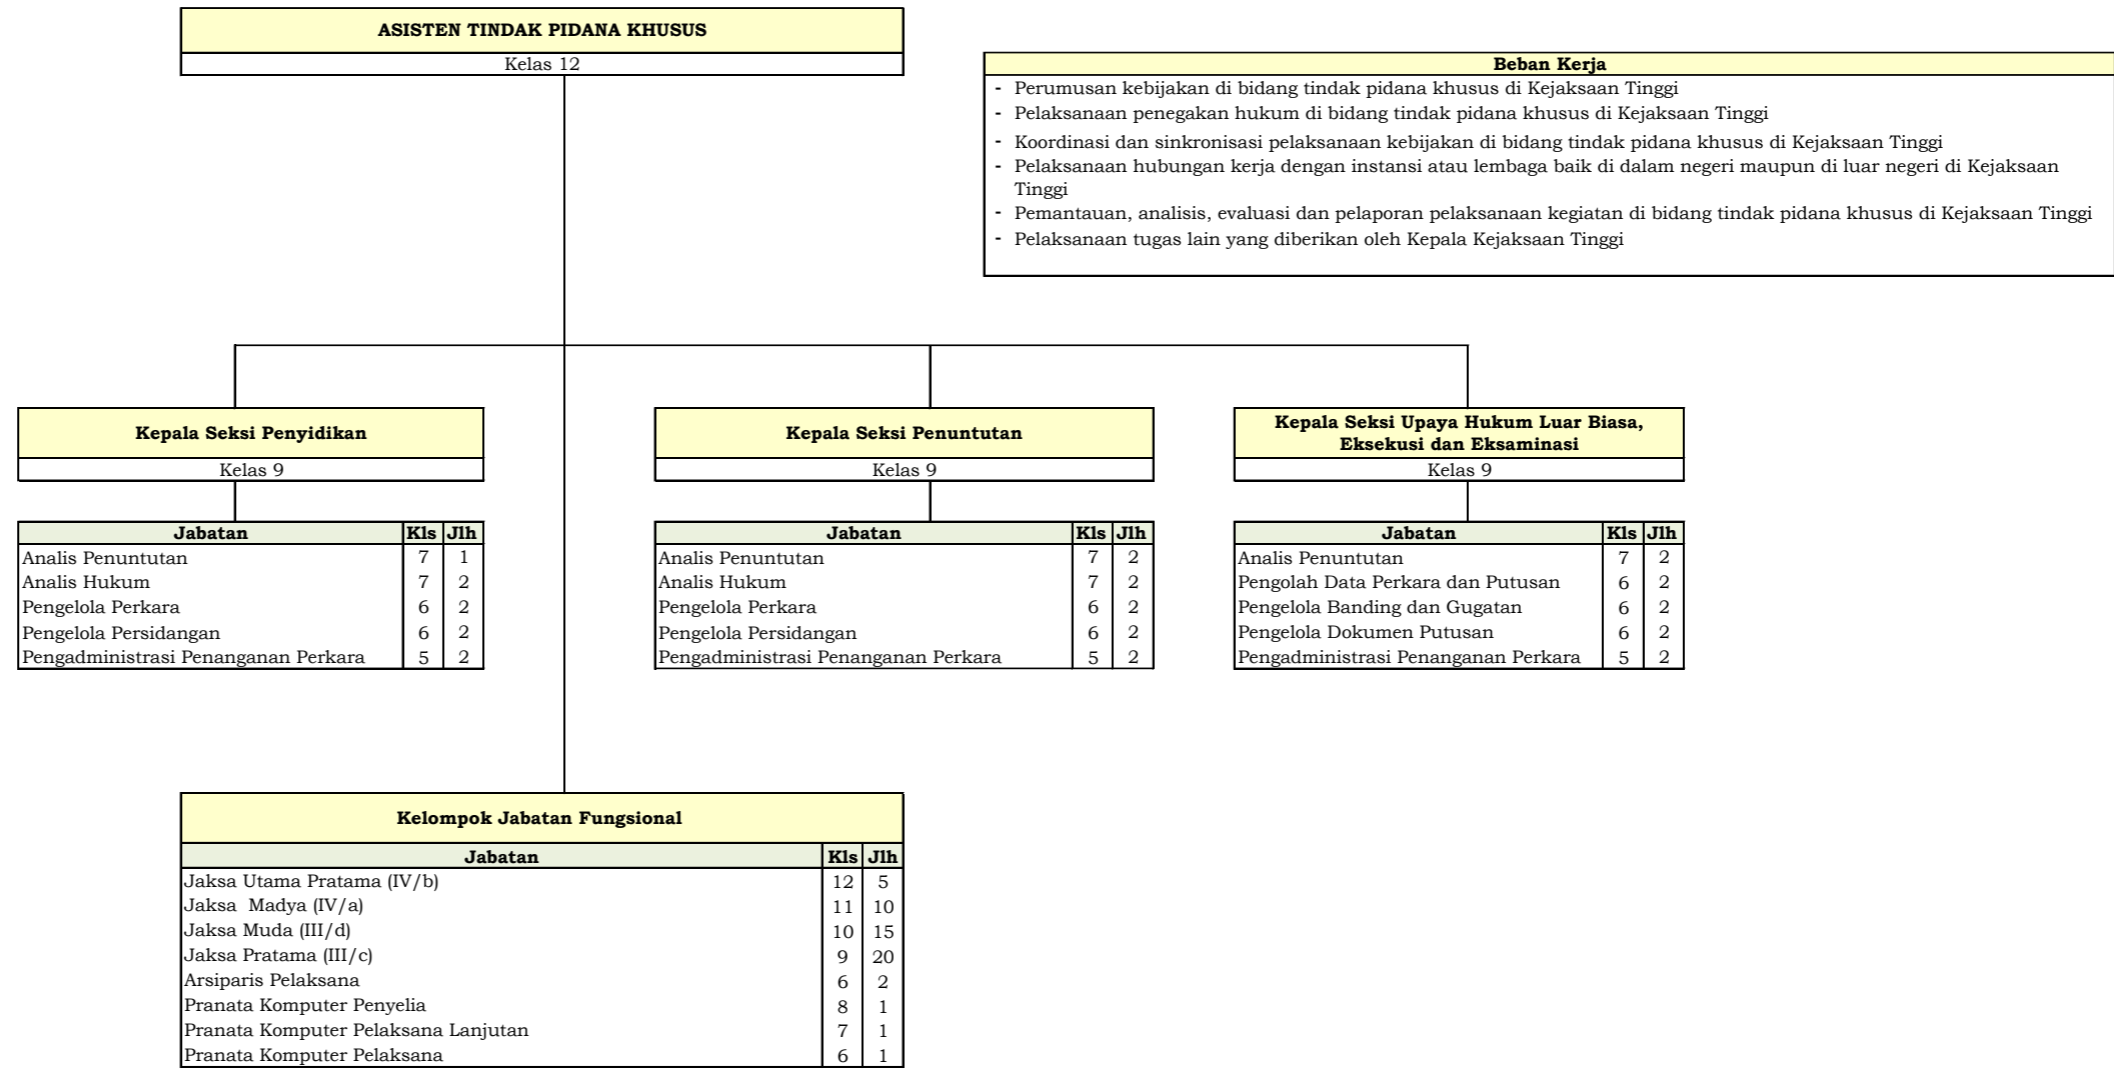 ASISTEN TINDAK PIDANA KHUSUS
Kelas 12
Beban Kerja
- Perumusan kebijakan di bidang tindak pidana khusus di Kejaksaan Tinggi
- Pelaksanaan penegakan hukum di bidang tindak pidana khusus di Kejaksaan Tinggi
- Koordinasi dan sinkronisasi pelaksanaan kebijakan di bidang tindak pidana khusus di Kejaksaan Tinggi
- Pelaksanaan hubungan kerja dengan instansi atau lembaga baik di dalam negeri maupun di luar negeri di Kejaksaan
Tinggi
- Pemantauan, analisis, evaluasi dan pelaporan pelaksanaan kegiatan di bidang tindak pidana khusus di Kejaksaan Tinggi
- Pelaksanaan tugas lain yang diberikan oleh Kepala Kejaksaan Tinggi
Kepala Seksi Penyidikan
Kelas 9
Jabatan Kls Jlh
Analis Penuntutan 7 1
Analis Hukum 7 2
Pengelola Perkara 6 2
Pengelola Persidangan 6 2
Pengadministrasi Penanganan Perkara 5 2
Kepala Seksi Penuntutan
Kelas 9
Jabatan Kls Jlh
Analis Penuntutan 7 2
Analis Hukum 7 2
Pengelola Perkara 6 2
Pengelola Persidangan 6 2
Pengadministrasi Penanganan Perkara 5 2
Kepala Seksi Upaya Hukum Luar Biasa,
Eksekusi dan Eksaminasi
Kelas 9
Jabatan Kls Jlh
Analis Penuntutan 7 2
Pengolah Data Perkara dan Putusan 6 2
Pengelola Banding dan Gugatan 6 2
Pengelola Dokumen Putusan 6 2
Pengadministrasi Penanganan Perkara 5 2
Kelompok Jabatan Fungsional
Jabatan Kls Jlh
Jaksa Utama Pratama (IV/b) 12 5
Jaksa Madya (IV/a) 11 10
Jaksa Muda (III/d) 10 15
Jaksa Pratama (III/c) 9 20
Arsiparis Pelaksana 6 2
Pranata Komputer Penyelia 8 1
Pranata Komputer Pelaksana Lanjutan 7 1
Pranata Komputer Pelaksana 6 1